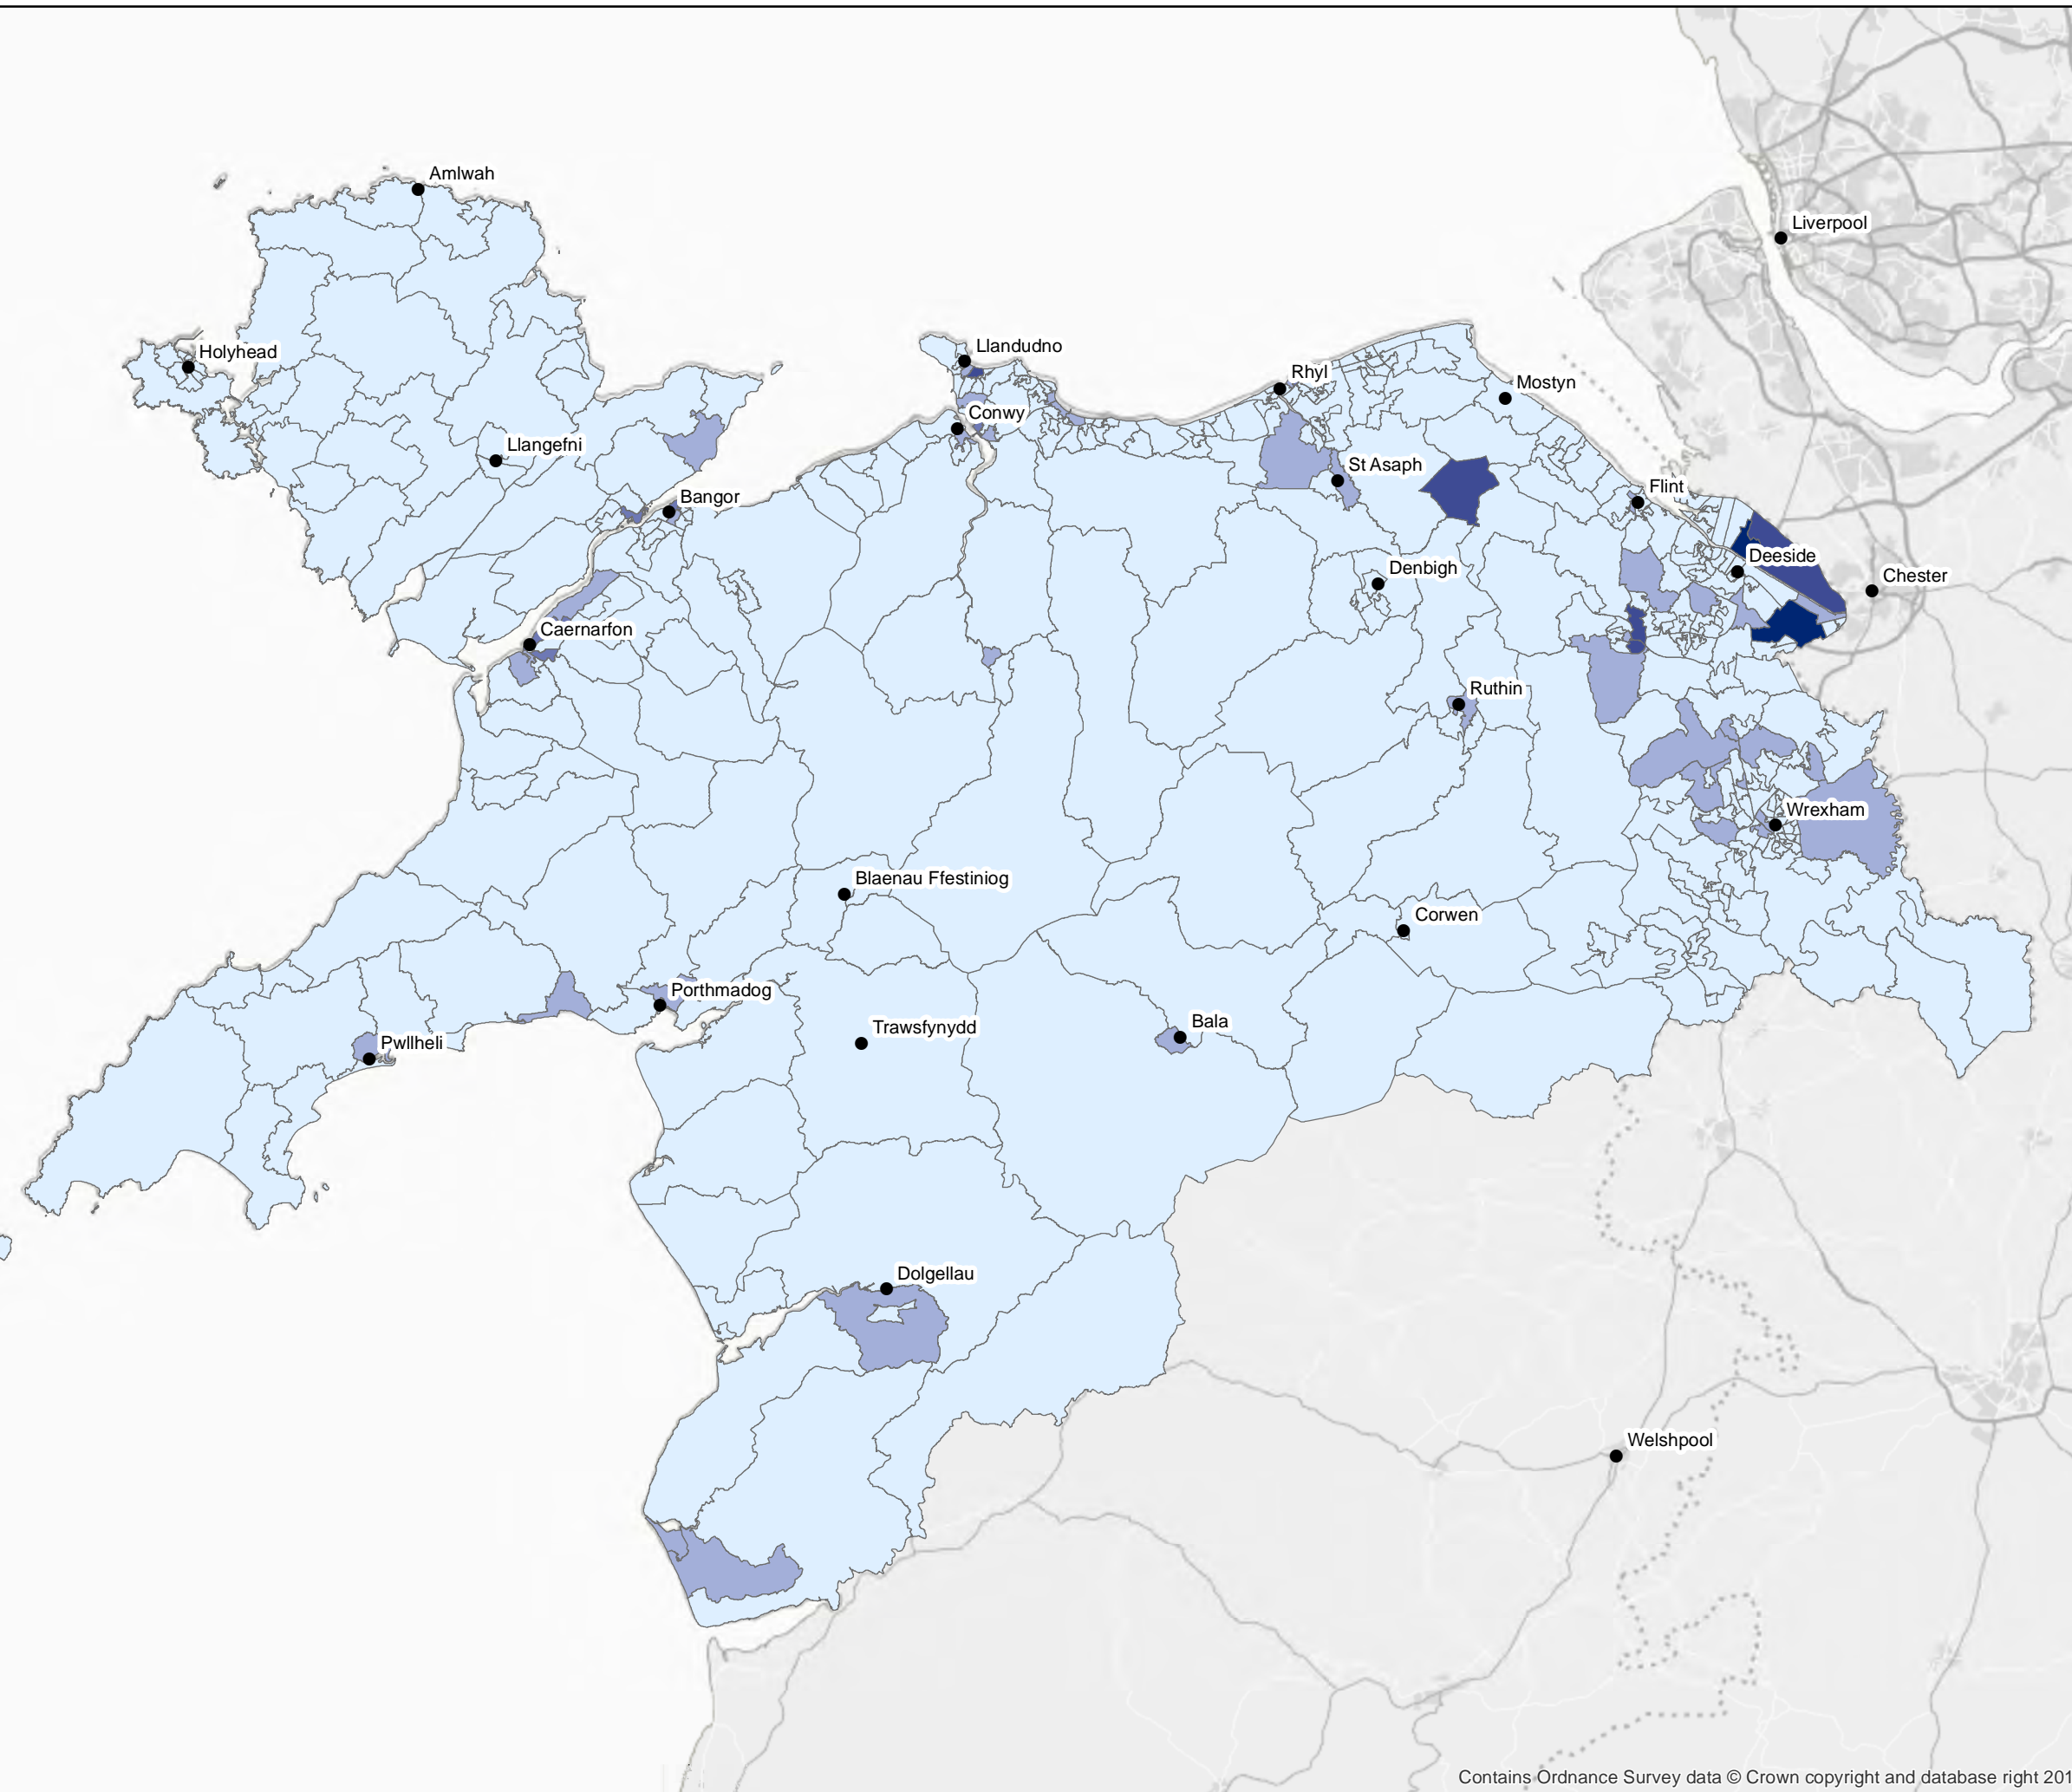 Amlwah
Liverpool
Holyhead
Llandudno
Rhyl
Mostyn
Conwy
Llangefni
St Asaph
Flint
Bangor
Deeside
Denbigh
Chester
Caernarfon
Ruthin
Wrexham
Blaenau Ffestiniog
Corwen
Porthmadog
Trawsfynydd
Bala
Pwllheli
Dolgellau
Welshpool
Contains Ordnance Survey data © Crown copyright and database right 201